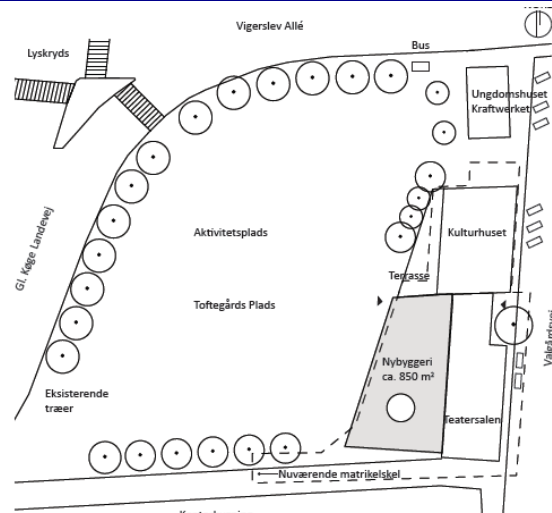 Vigerslev Allé
Lyskryds
Bus
Ungdomshuset
Kraftwerket
Gl. Køge Landevej
Aktivitetsplads
Kulturhuset
Terrasse
Toftegårds Plads
Nybyggeri
ca. 850 m²
Eksisterende
træer
Teatersalen
Nuværende matrikelskel